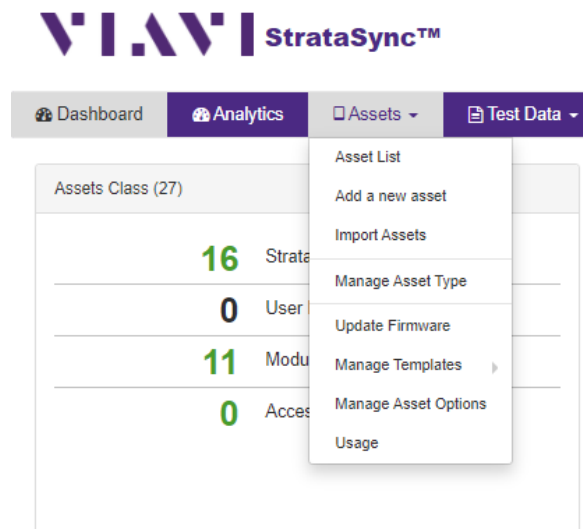 VIAVI StrataSync™
Dashboard Analytics Assets Test Data
Asset List
Add a new asset
Import Assets
Manage Asset Type
Update Firmware
Manage Templates
Manage Asset Options
Usage
Assets Class (27)
16 Strata
0 User
11 Modu
0 Acces